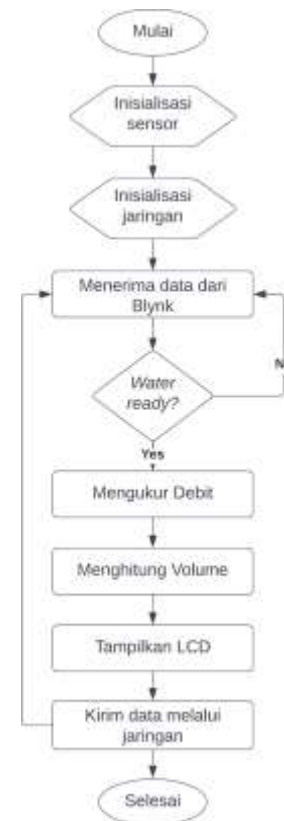 Mulai
Inisialisasi
sensor
Inisialisasi
jaringan
Menerima data dari
Blynk
Water
ready?
N
Yes
Mengukur Debit
Menghitung Volume
Tampilkan LCD
Kirim data melalui
jaringan
Selesai